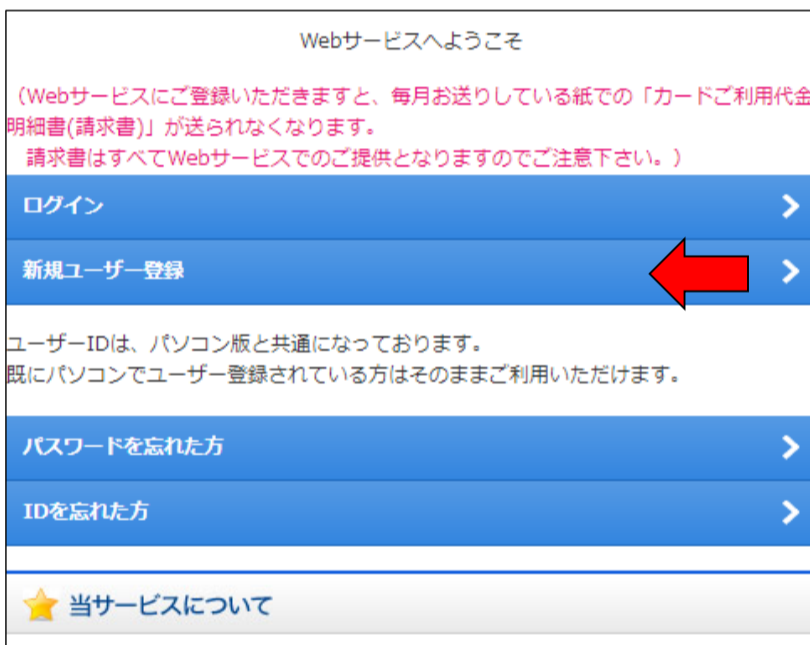 Webサービスへようこそ
（Webサービスにご登録いただきますと、毎月お送りしている紙での「カードご利用代金
明細書(請求書)」が送られなくなります。
請求書はすべてWebサービスでのご提供となりますのでご注意下さい。）
ログイン
新規ユーザー登録
ユーザーIDは、パソコン版と共通になっております。
既にパソコンでユーザー登録されている方はそのままご利用いただけます。
パスワードを忘れた方
IDを忘れた方
当サービスについて